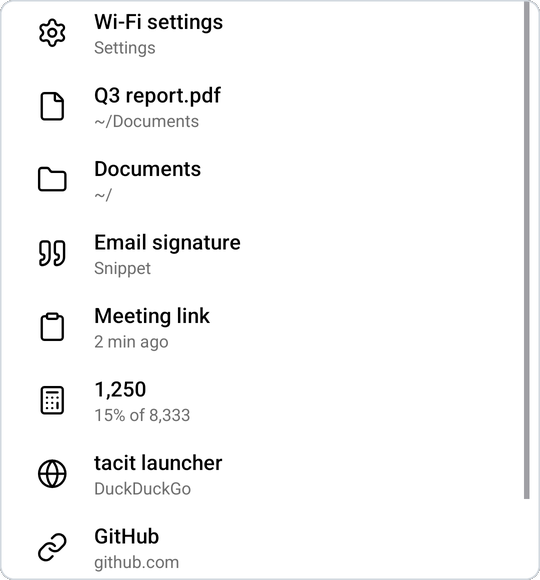 Wi-Fi settings
Settings
Q3 report.pdf
~/Documents
Documents
~/
Email signature
Snippet
Meeting link
2 min ago
1,250
15% of 8,333
tacit launcher
DuckDuckGo
GitHub
github.com